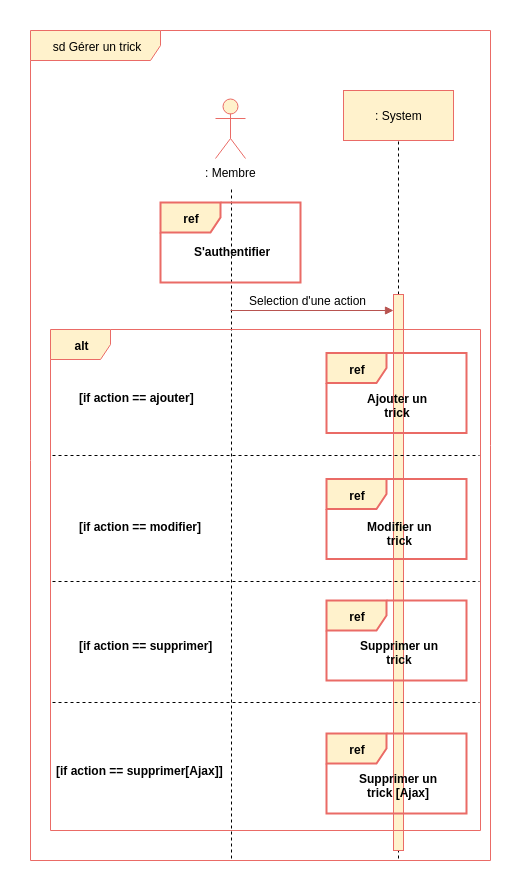 sd Gérer un trick
: System
: Membre
ref
S'authentifier
Selection d'une action
alt
ref
[if action == ajouter]
Ajouter un
trick
ref
[if action == modifier]
Modifier un
trick
ref
[if action == supprimer]
Supprimer un
trick
ref
[if action == supprimer[Ajax]]
Supprimer un
trick [Ajax]